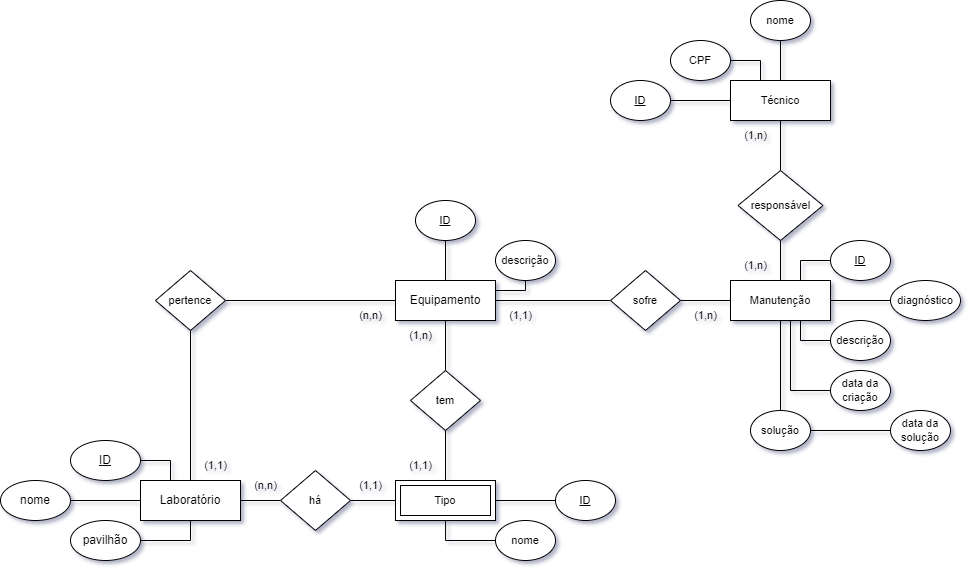 nome
CPF
ID
Técnico
(1,n)
responsável
(1,n)
ID
ID
descrição
pertence
Equipamento
sofre
Manutenção
diagnóstico
(n,n)
(1,1)
(1,n)
(1,n)
descrição
tem
data da
criação
solução
data da
solução
ID
(1,1)
(1,1)
nome
Laboratório
(n,n)
há
(1,1)
Tipo
ID
pavilhão
nome